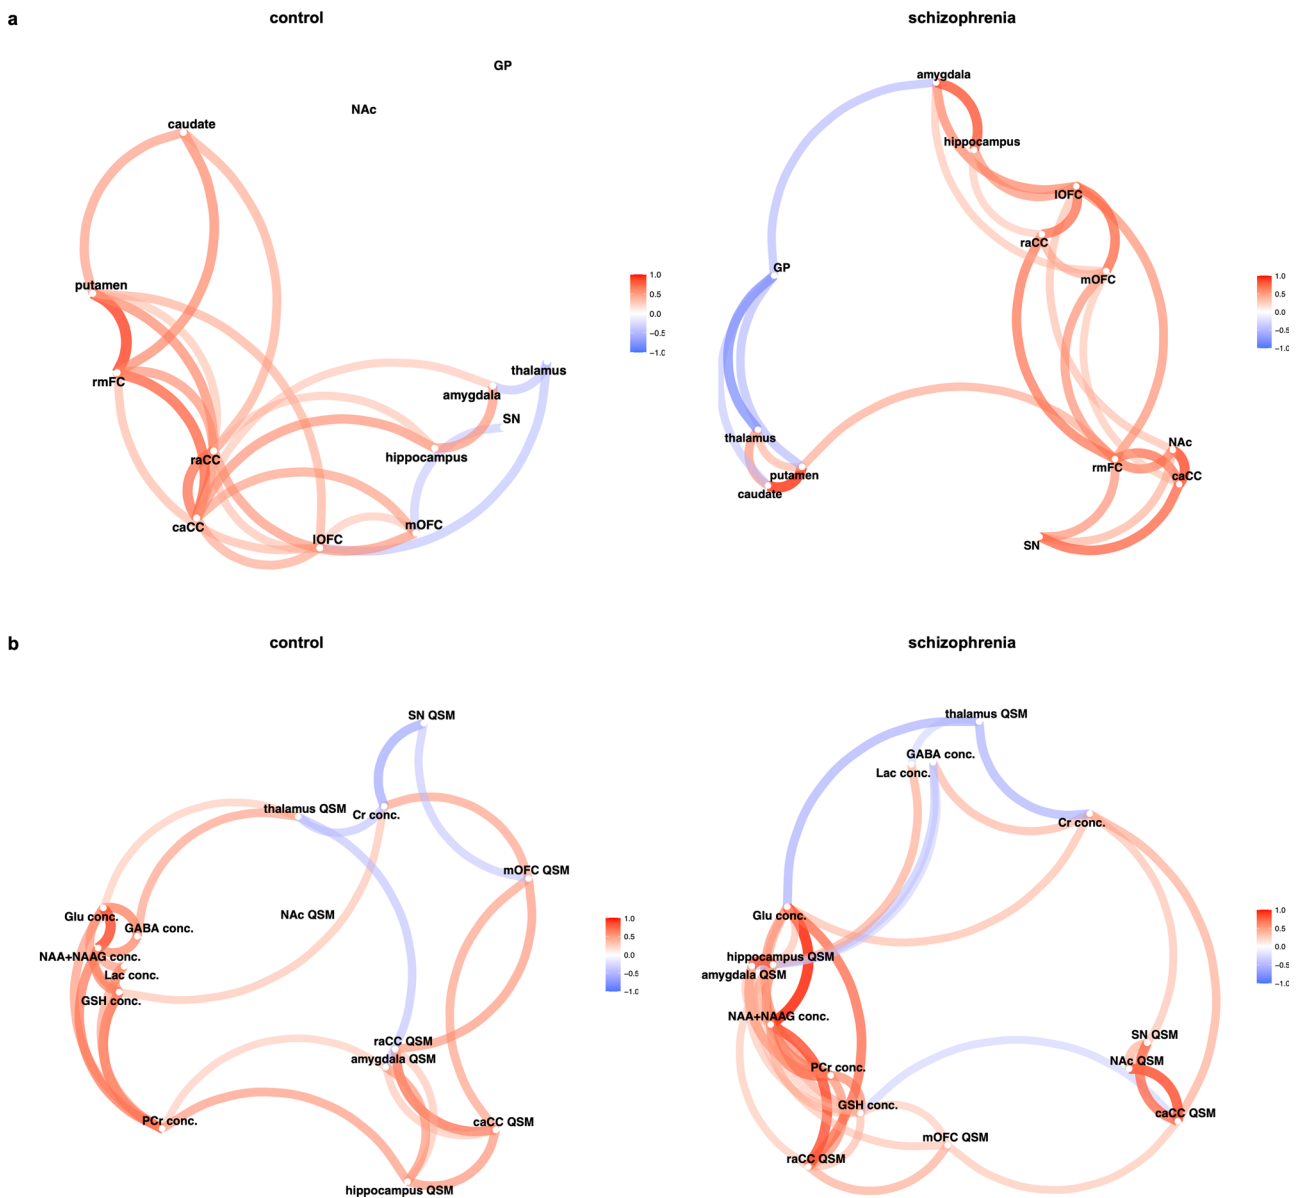 a
control
schizophrenia
GP
NAc
caudate
putamen
rmFC
raCC
caCC
lOFC
mOFC
hippocampus
amygdala
SN
thalamus
1.0
0.5
0.0
−0.5
−1.0
amygdala
hippocampus
lOFC
raCC
mOFC
GP
thalamus
putamen
caudate
rmFC
NAc
caCC
SN
1.0
0.5
0.0
−0.5
−1.0
b
control
schizophrenia
SN QSM
thalamus QSM
Cr conc.
mOFC QSM
NAc QSM
Glu conc.
GABA conc.
NAA+NAAG conc.
Lac conc.
GSH conc.
raCC QSM
amygdala QSM
PCr conc.
caCC QSM
hippocampus QSM
1.0
0.5
0.0
−0.5
−1.0
thalamus QSM
GABA conc.
Lac conc.
Cr conc.
Glu conc.
hippocampus QSM
amygdala QSM
NAA+NAAG conc.
SN QSM
NAc QSM
PCr conc.
GSH conc.
caCC QSM
mOFC QSM
raCC QSM
1.0
0.5
0.0
−0.5
−1.0